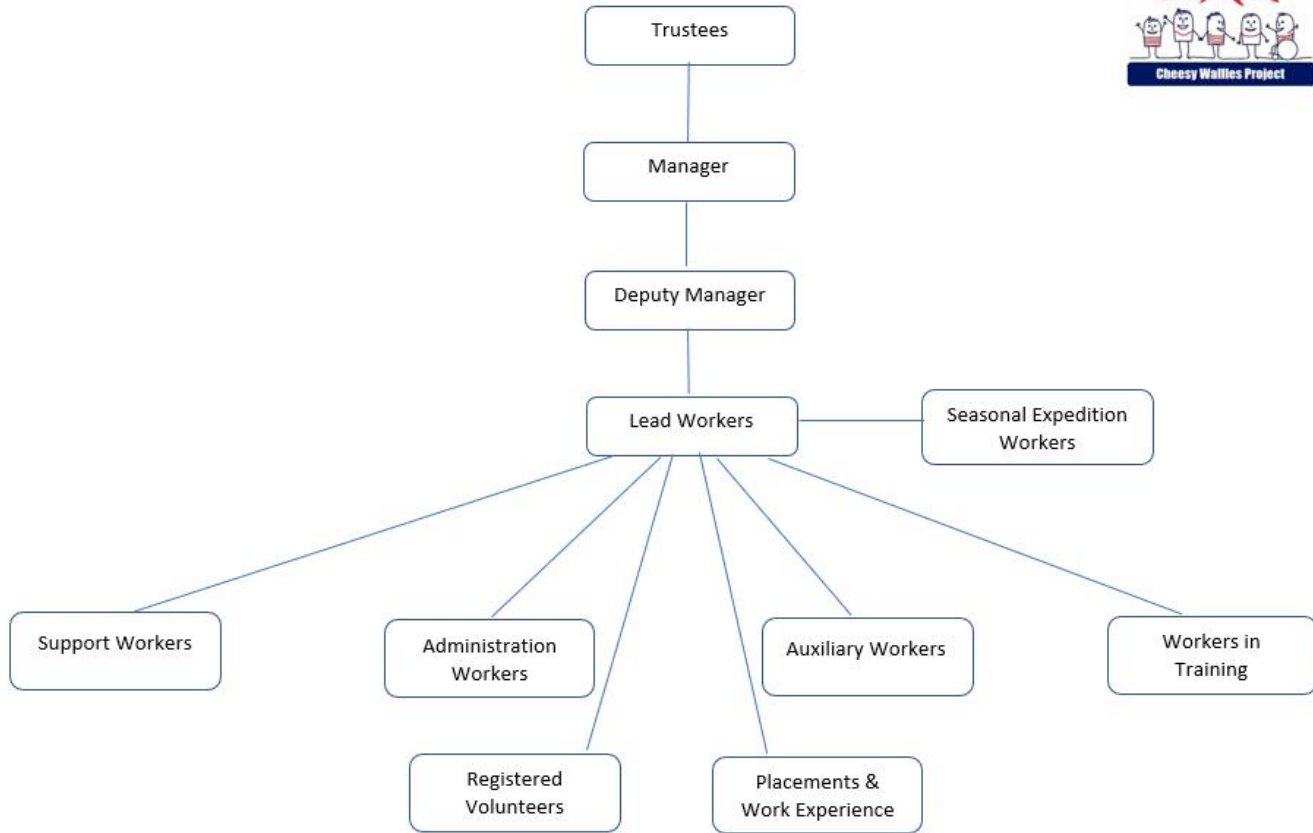 Cheesy Waffles Project
Trustees
Manager
Deputy Manager
Lead Workers
Seasonal Expedition
Workers
Support Workers
Administration
Workers
Auxiliary Workers
Workers in
Training
Registered
Volunteers
Placements &
Work Experience